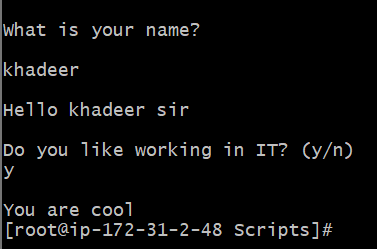 What is your name?
khadeer
Hello khadeer sir
Do you like working in IT? (y/n)
y
You are cool
[root@ip-172-31-2-48 Scripts]#